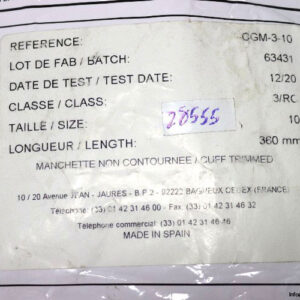 REFERENCE: CGM-3-10
LOT DE FAB / BATCH: 63431
DATE DE TEST / TEST DATE: 12/20
CLASSE / CLASS: 3/RC
TAILLE / SIZE: 28555 10
LONGUEUR / LENGTH: 360 mm
MANCHETTE NON CONTOURNEE / CUFF TRIMMED
10 / 20 Avenue JEAN - JAURES - B.P 2 - 92222 BAGNEUX CEDEX (FRANCE)
Téléphone: (33) 01 42 31 46 00 - Fax: (33) 01 42 31 46 32
Téléphone commercial: (33) 01 42 31 46 46
MADE IN SPAIN